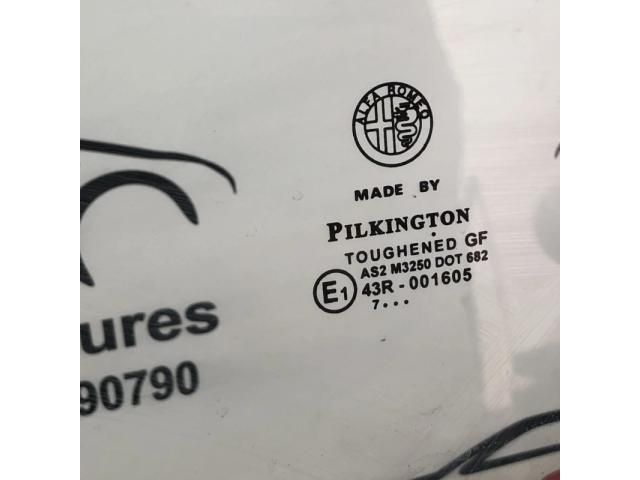 ALFA ROMEO
MADE BY
PILKINGTON
TOUGHENED GF
AS2 M3250 DOT 682
E1 43R - 001605
7...
ures
90790